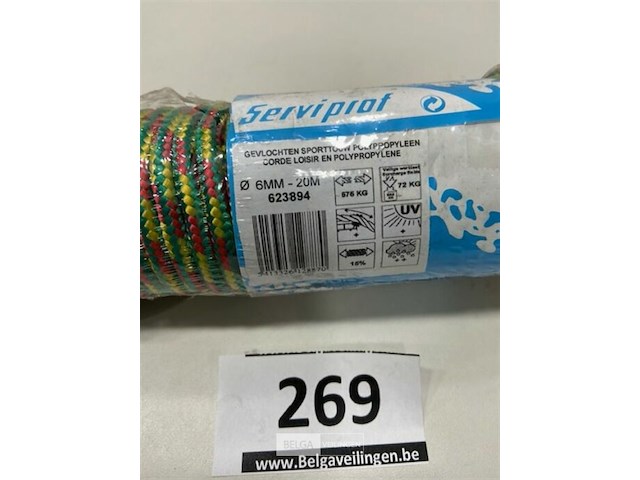 Serviprof
GEVLOCHTEN SPORTTOUW POLYPROPYLEEN
CORDE LOISIR EN POLYPROPYLENE
Ø 6MM - 20M
623894
576 KG
72 KG
UV
15%
269
BELGA
www.Belgaveilingen.be